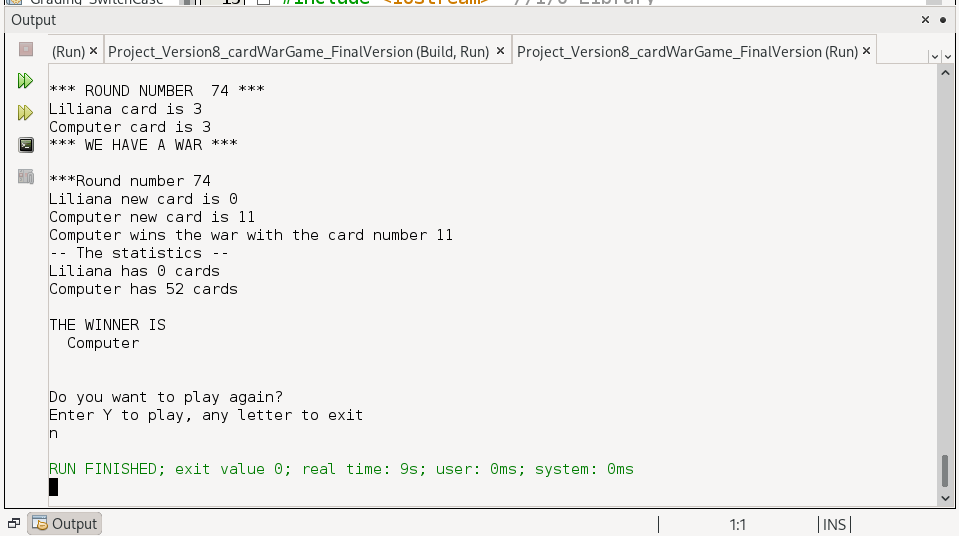 Grading_SwitchCase 15 #include <iostream> //I/O Library
Output
(Run) Project_Version8_cardWarGame_FinalVersion (Build, Run) Project_Version8_cardWarGame_FinalVersion (Run)
*** ROUND NUMBER  74 ***
Liliana card is 3
Computer card is 3
*** WE HAVE A WAR ***
***Round number 74
Liliana new card is 0
Computer new card is 11
Computer wins the war with the card number 11
-- The statistics --
Liliana has 0 cards
Computer has 52 cards
THE WINNER IS
Computer
Do you want to play again?
Enter Y to play, any letter to exit
n
RUN FINISHED; exit value 0; real time: 9s; user: 0ms; system: 0ms
Output 1:1 INS